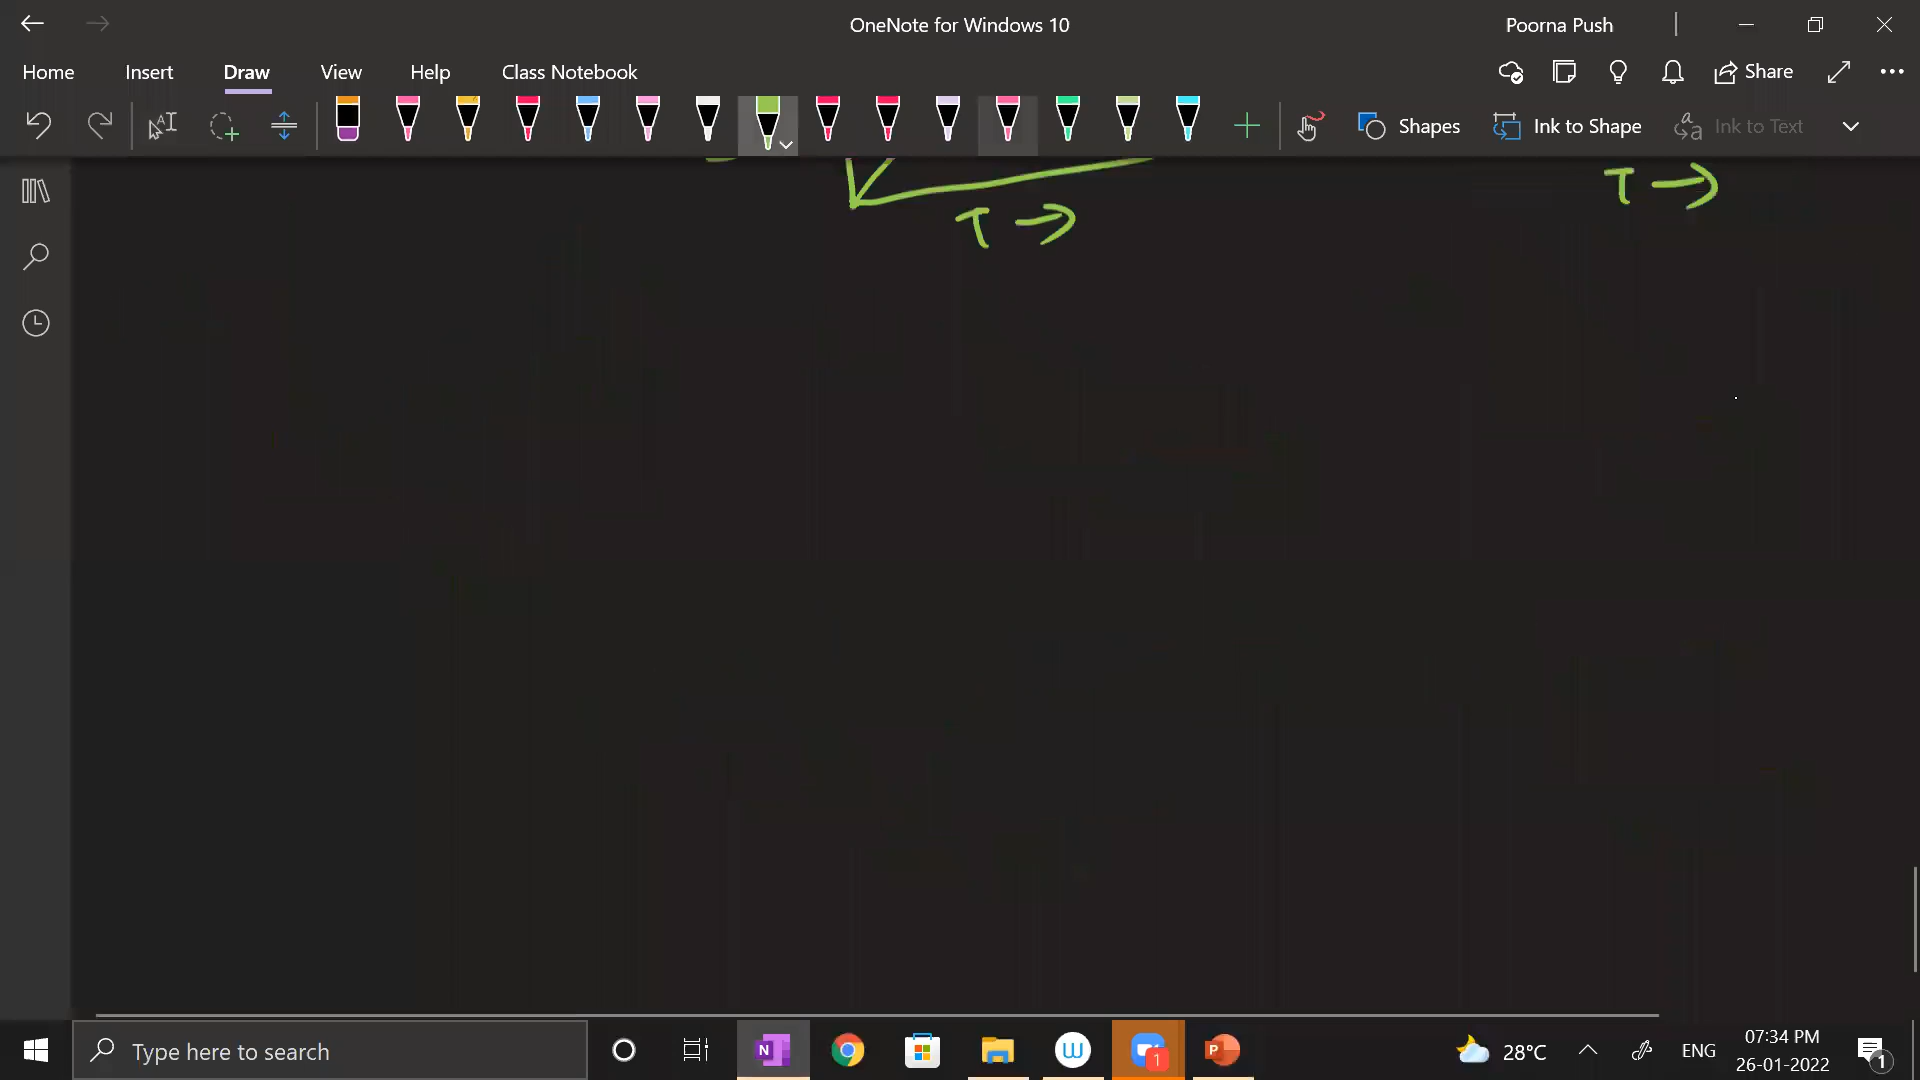 OneNote for Windows 10
Poorna Push
Home Insert Draw View Help Class Notebook
Share
Shapes Ink to Shape Ink to Text
T →
T →
Type here to search
28°C ENG 07:34 PM
26-01-2022